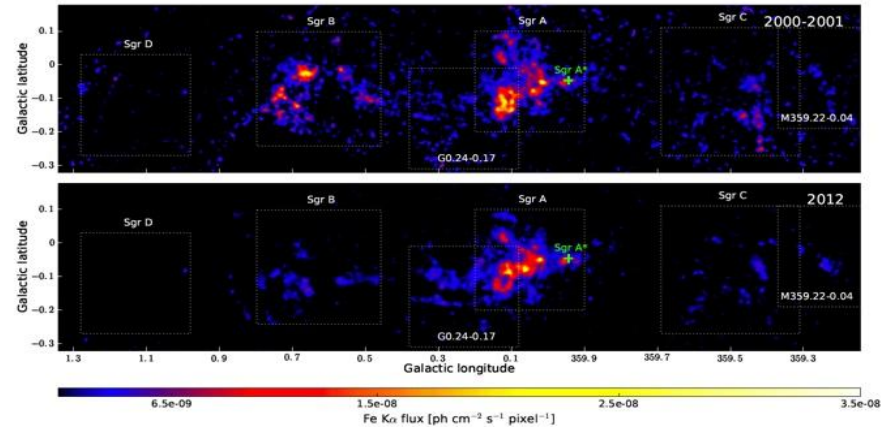 Galactic latitude
0.1
0
−0.1
−0.2
−0.3
Sgr D
Sgr B
Sgr A
Sgr C
2000-2001
Sgr A*
M359.22-0.04
G0.24-0.17
Galactic latitude
0.1
0
−0.1
−0.2
−0.3
Sgr D
Sgr B
Sgr A
Sgr C
2012
Sgr A*
M359.22-0.04
G0.24-0.17
1.3 1.1 0.9 0.7 0.5 0.3 0.1 359.9 359.7 359.5 359.3
Galactic longitude
6.5e-09 1.5e-08 2.5e-08 3.5e-08
Fe Kα flux [ph cm⁻² s⁻¹ pixel⁻¹]